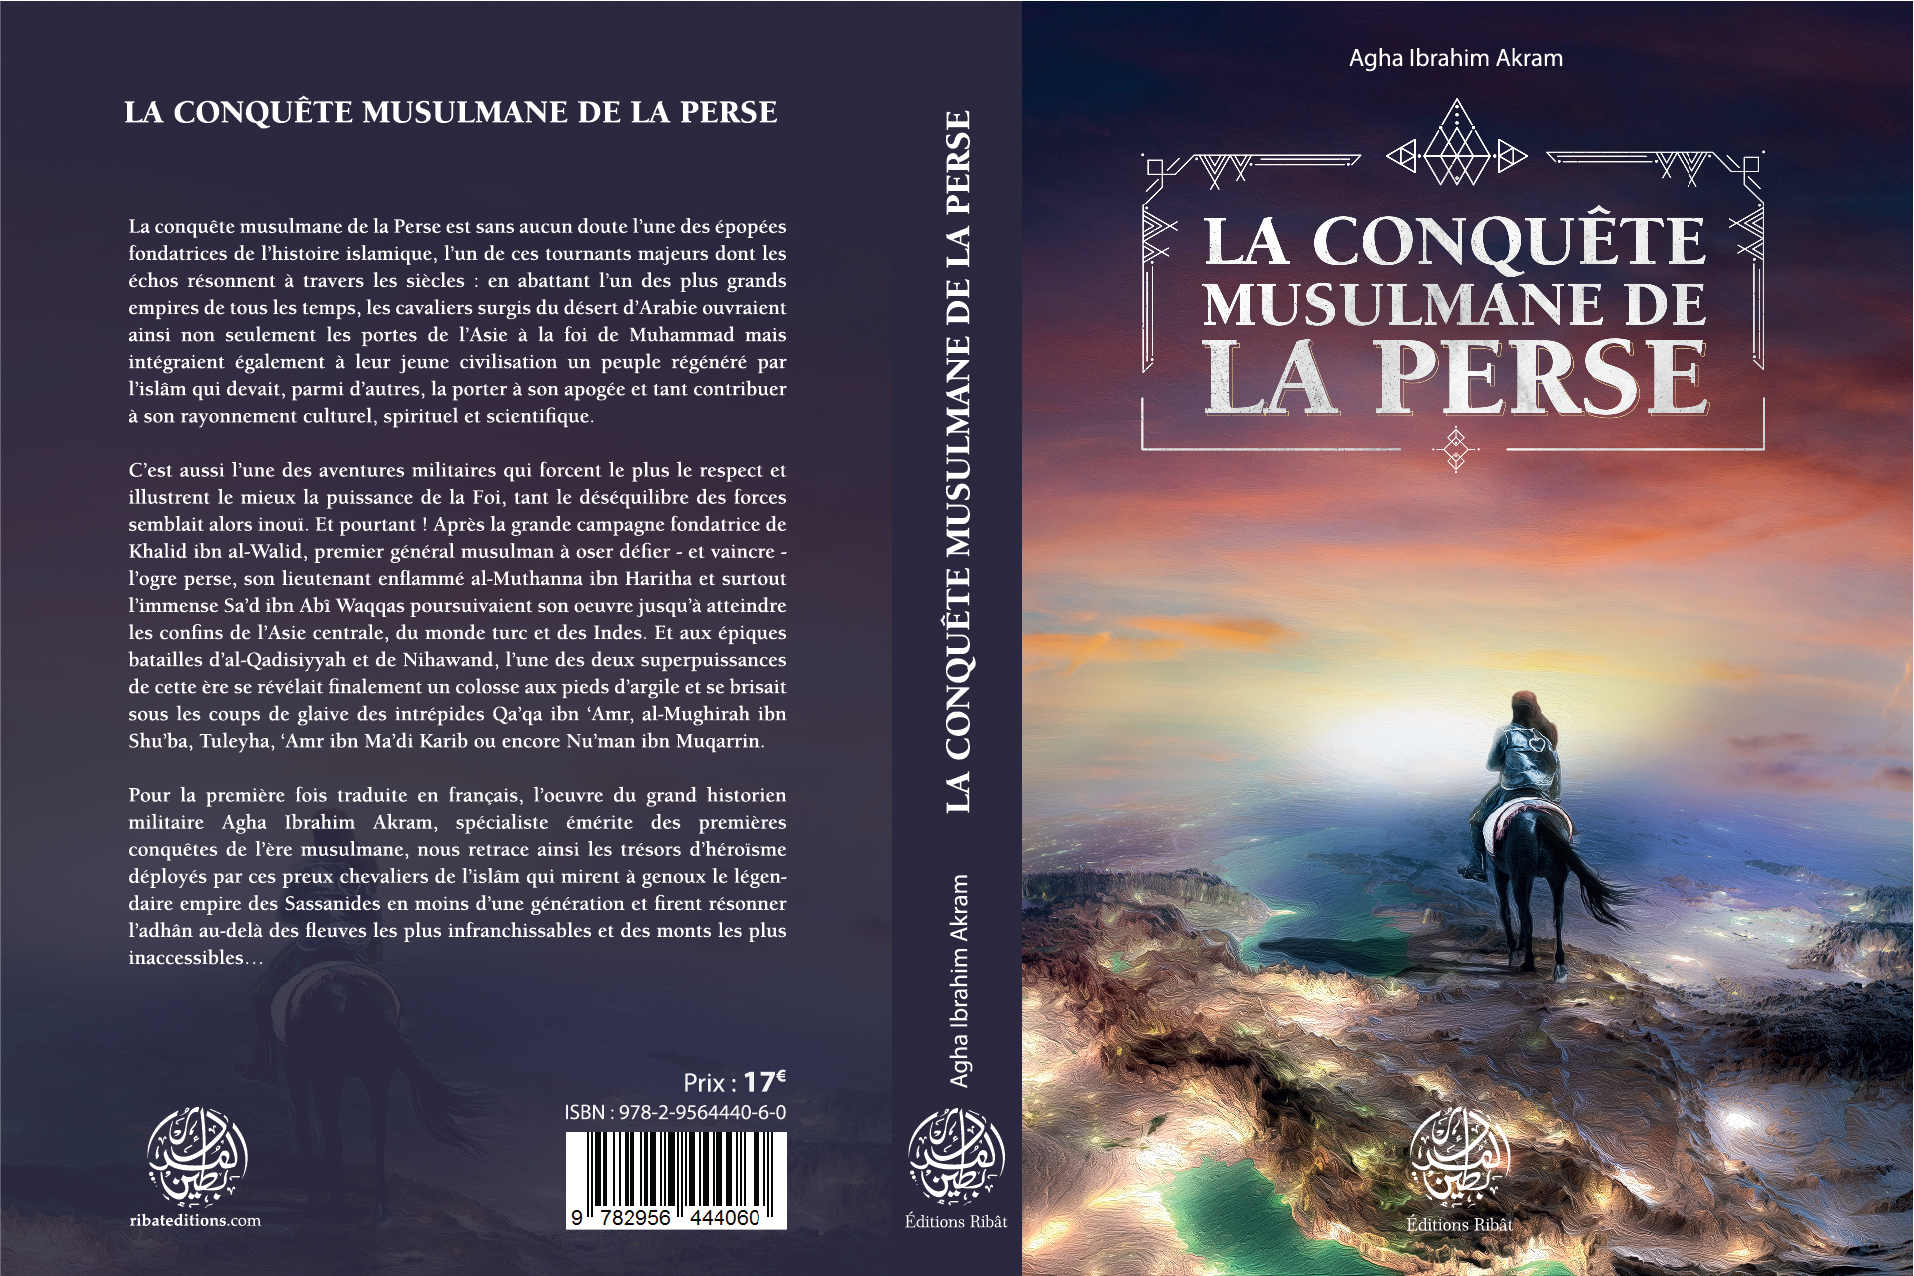 LA CONQUÊTE MUSULMANE DE LA PERSE
La conquête musulmane de la Perse est sans aucun doute l’une des épopées
fondatrices de l’histoire islamique, l’un de ces tournants majeurs dont les
échos résonnent à travers les siècles : en abattant l’un des plus grands
empires de tous les temps, les cavaliers surgis du désert d’Arabie ouvraient
ainsi non seulement les portes de l’Asie à la foi de Muhammad mais
intégraient également à leur jeune civilisation un peuple régénéré par
l’islâm qui devait, parmi d’autres, la porter à son apogée et tant contribuer
à son rayonnement culturel, spirituel et scientifique.
C’est aussi l’une des aventures militaires qui forcent le plus le respect et
illustrent le mieux la puissance de la Foi, tant le déséquilibre des forces
semblait alors inouï. Et pourtant ! Après la grande campagne fondatrice de
Khalid ibn al-Walid, premier général musulman à oser défier - et vaincre -
l’ogre perse, son lieutenant enflammé al-Muthanna ibn Haritha et surtout
l’immense Sa’d ibn Abî Waqqas poursuivaient son oeuvre jusqu’à atteindre
les confins de l’Asie centrale, du monde turc et des Indes. Et aux épiques
batailles d’al-Qadisiyyah et de Nihawand, l’une des deux superpuissances
de cette ère se révélait finalement un colosse aux pieds d’argile et se brisait
sous les coups de glaive des intrépides Qa’qa ibn ‘Amr, al-Mughirah ibn
Shu’ba, Tuleyha, ‘Amr ibn Ma’di Karib ou encore Nu’man ibn Muqarrin.
Pour la première fois traduite en français, l’oeuvre du grand historien
militaire Agha Ibrahim Akram, spécialiste émérite des premières
conquêtes de l’ère musulmane, nous retrace ainsi les trésors d’héroïsme
déployés par ces preux chevaliers de l’islâm qui mirent à genoux le légen-
daire empire des Sassanides en moins d’une génération et firent résonner
l’adhân au-delà des fleuves les plus infranchissables et des monts les plus
inaccessibles…
Prix : 17€
ISBN : 978-2-9564440-6-0
9 782956 444060
ribateditions.com
LA CONQUÊTE MUSULMANE DE LA PERSE
Agha Ibrahim Akram
Éditions Ribât
Agha Ibrahim Akram
LA CONQUÊTE
MUSULMANE DE
LA PERSE
Éditions Ribât